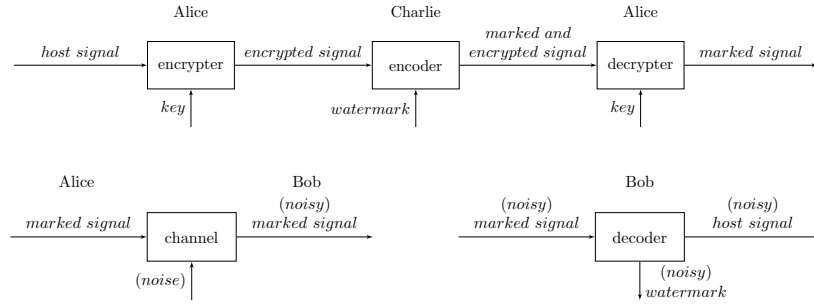 Alice
Charlie
Alice
host signal
encrypter
encrypted signal
encoder
marked and
encrypted signal
decrypter
marked signal
key
watermark
key
Alice
Bob
Bob
marked signal
channel
(noisy)
marked signal
(noisy)
marked signal
decoder
(noisy)
host signal
(noise)
(noisy)
watermark